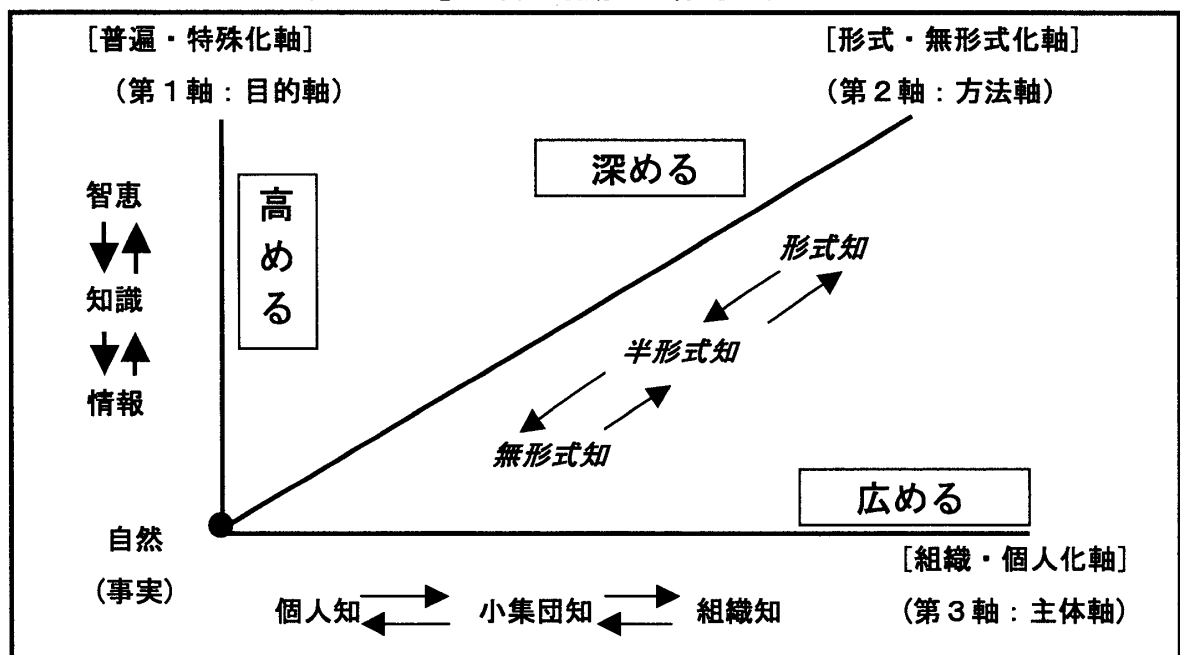 [普遍・特殊化軸]
（第１軸：目的軸）
[形式・無形式化軸]
（第２軸：方法軸）
深める
高める
智恵
知識
情報
形式知
半形式知
無形式知
広める
自然
（事実）
[組織・個人化軸]
（第３軸：主体軸）
個人知
小集団知
組織知